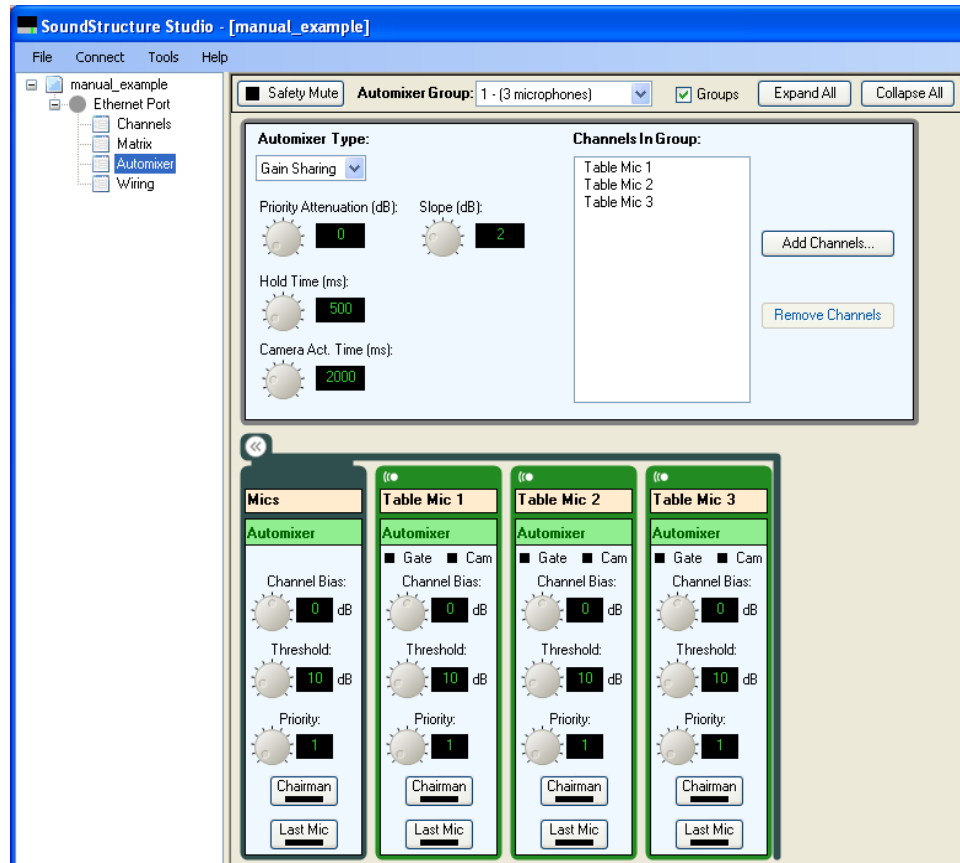 SoundStructure Studio - [manual_example]
File Connect Tools Help
manual_example
Ethernet Port
Channels
Matrix
Automixer
Wiring
Safety Mute Automixer Group: 1 - (3 microphones) Groups Expand All Collapse All
Automixer Type:
Gain Sharing
Priority Attenuation (dB): Slope (dB):
0 2
Hold Time (ms):
500
Camera Act. Time (ms):
2000
Channels In Group:
Table Mic 1
Table Mic 2
Table Mic 3
Add Channels...
Remove Channels
Mics Table Mic 1 Table Mic 2 Table Mic 3
Automixer Automixer Automixer Automixer
Gate Cam Gate Cam Gate Cam
Channel Bias: Channel Bias: Channel Bias: Channel Bias:
0 dB 0 dB 0 dB 0 dB
Threshold: Threshold: Threshold: Threshold:
10 dB 10 dB 10 dB 10 dB
Priority: Priority: Priority: Priority:
1 1 1 1
Chairman Chairman Chairman Chairman
Last Mic Last Mic Last Mic Last Mic